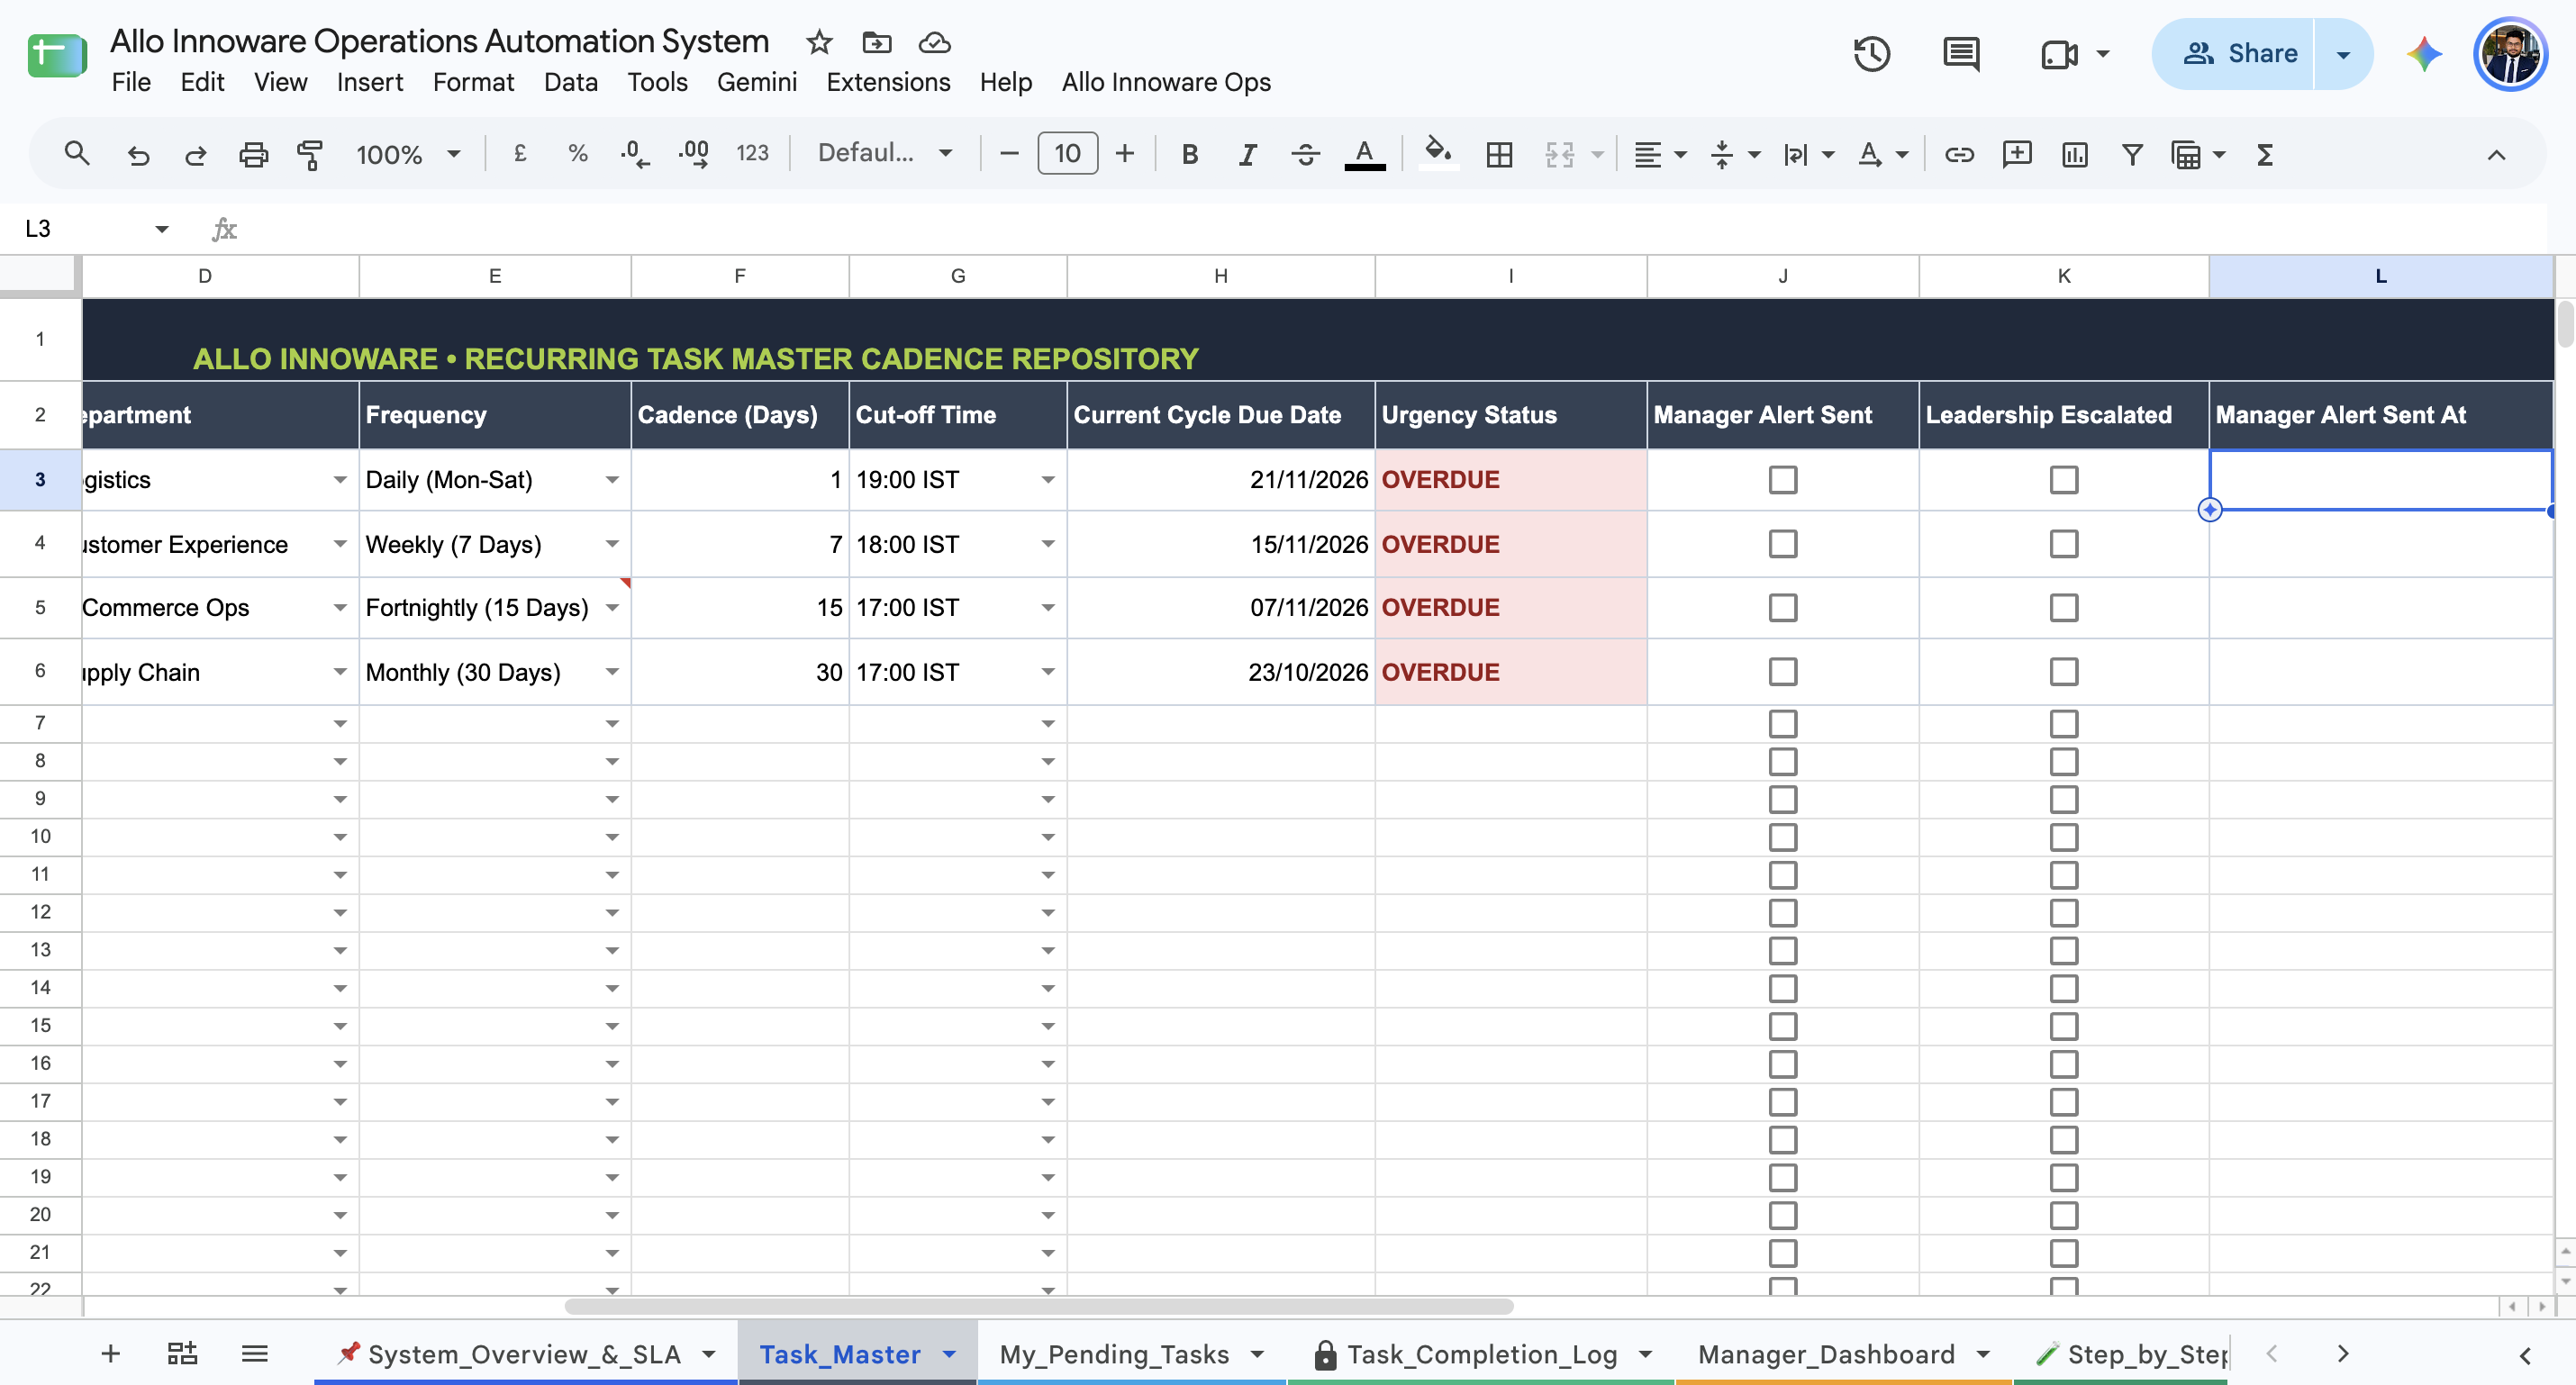 Allo Innoware Operations Automation System
File Edit View Insert Format Data Tools Gemini Extensions Help Allo Innoware Ops
Share
100% £ % .0 .00 123 Defaul... 10 B I A
L3 fx
D E F G H I J K L
1 ALLO INNOWARE • RECURRING TASK MASTER CADENCE REPOSITORY
2 epartment Frequency Cadence (Days) Cut-off Time Current Cycle Due Date Urgency Status Manager Alert Sent Leadership Escalated Manager Alert Sent At
3 gistics Daily (Mon-Sat) 1 19:00 IST 21/11/2026 OVERDUE
4 ustomer Experience Weekly (7 Days) 7 18:00 IST 15/11/2026 OVERDUE
5 Commerce Ops Fortnightly (15 Days) 15 17:00 IST 07/11/2026 OVERDUE
6 upply Chain Monthly (30 Days) 30 17:00 IST 23/10/2026 OVERDUE
7
8
9
10
11
12
13
14
15
16
17
18
19
20
21
22
System_Overview_&_SLA Task_Master My_Pending_Tasks Task_Completion_Log Manager_Dashboard Step_by_Step